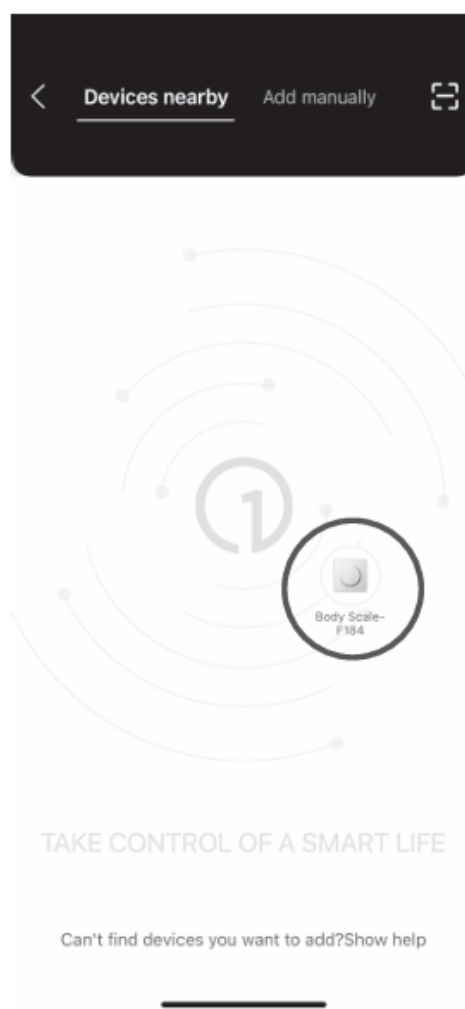 Devices nearby Add manually
1
Body Scale-
F184
TAKE CONTROL OF A SMART LIFE
Can't find devices you want to add?Show help